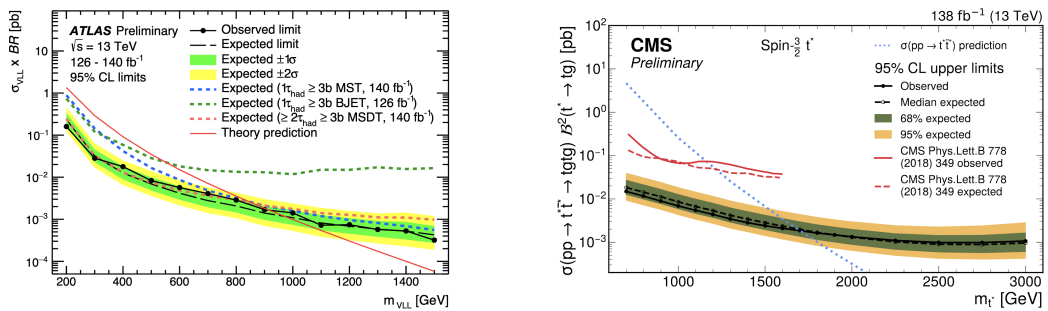 σVLL x BR [pb]
ATLAS Preliminary
√s = 13 TeV
126 - 140 fb-1
95% CL limits
Observed limit
Expected limit
Expected ±1σ
Expected ±2σ
Expected (1τhad ≥ 3b MST, 140 fb-1)
Expected (1τhad ≥ 3b BJET, 126 fb-1)
Expected (≥ 2τhad ≥ 3b MSDT, 140 fb-1)
Theory prediction
10
1
10−1
10−2
10−3
10−4
200 400 600 800 1000 1200 1400
mVLL [GeV]
138 fb−1 (13 TeV)
σ(pp → t*t̄* → tgtg) ℬ²(t* → tg) [pb]
CMS
Preliminary
Spin-3/2 t*
σ(pp → t*t̄*) prediction
95% CL upper limits
Observed
Median expected
68% expected
95% expected
CMS Phys.Lett.B 778
(2018) 349 observed
CMS Phys.Lett.B 778
(2018) 349 expected
10²
10¹
10⁰
10−1
10−2
10−3
1000 1500 2000 2500 3000
mt* [GeV]